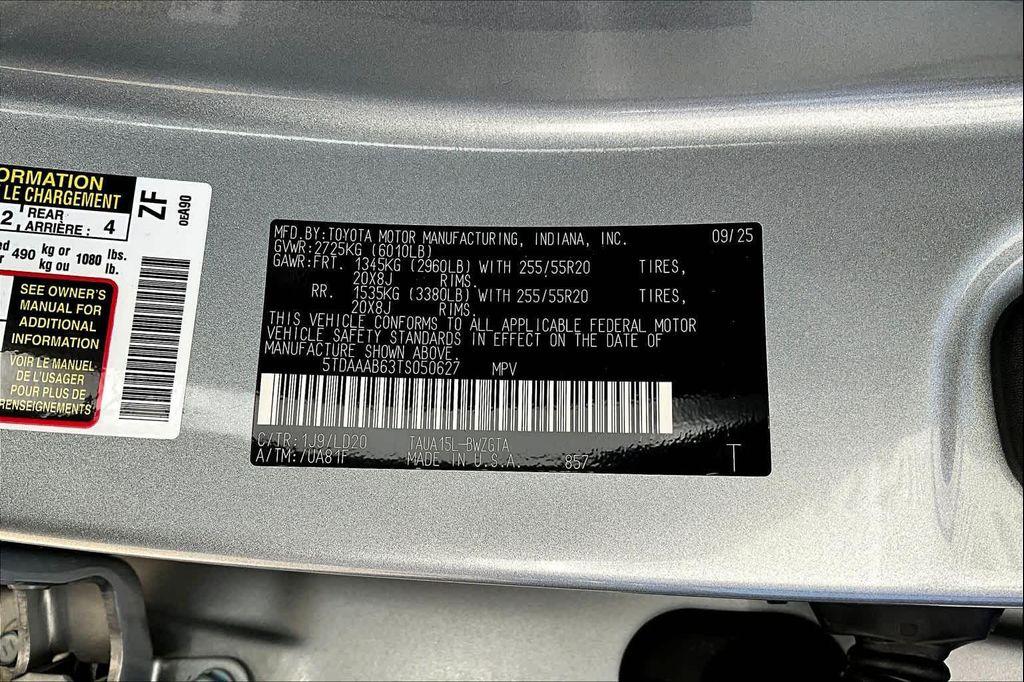 ORMATION
LE CHARGEMENT
2 REAR ARRIÈRE: 4
ed 490 kg or kg ou 1080 lbs. lb.
SEE OWNER'S
MANUAL FOR
ADDITIONAL
INFORMATION
VOIR LE MANUEL
DE L'USAGER
POUR PLUS DE
RENSEIGNEMENTS
ZF
0EA90
MFD. BY: TOYOTA MOTOR MANUFACTURING, INDIANA, INC. 09/25
GVWR: 2725KG (6010LB)
GAWR: FRT. 1345KG (2960LB) WITH 255/55R20 TIRES,
20X8J RIMS.
RR. 1535KG (3380LB) WITH 255/55R20 TIRES,
20X8J RIMS.
THIS VEHICLE CONFORMS TO ALL APPLICABLE FEDERAL MOTOR
VEHICLE SAFETY STANDARDS IN EFFECT ON THE DATE OF
MANUFACTURE SHOWN ABOVE.
5TDAAAB63TS050627 MPV
C/TR: 1J9/LD20 TAUA15L-BWZGTA
A/TM: /UA81F MADE IN U.S.A. 857 T